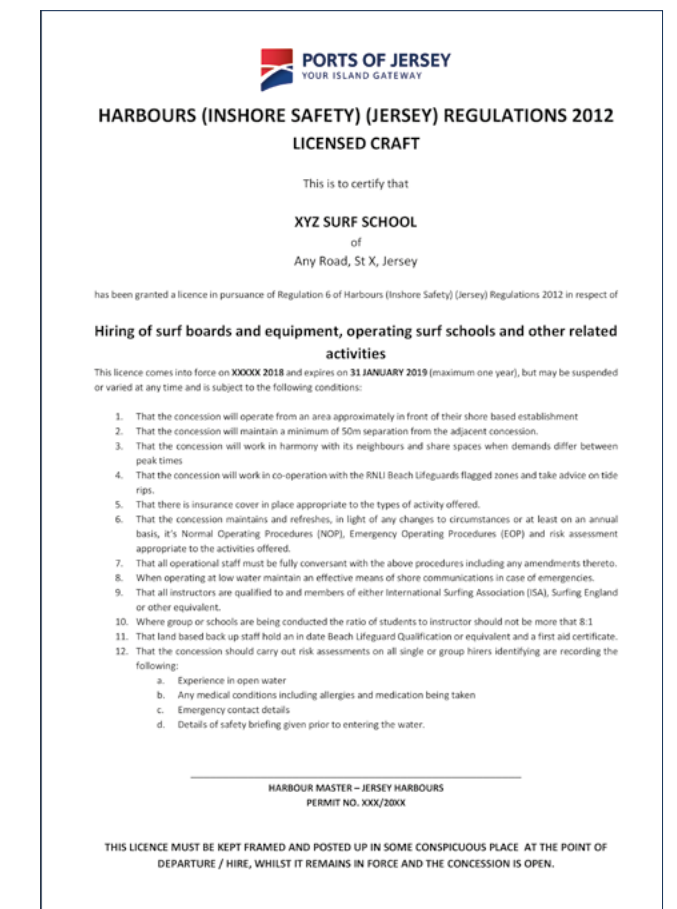 PORTS OF JERSEY
YOUR ISLAND GATEWAY
HARBOURS (INSHORE SAFETY) (JERSEY) REGULATIONS 2012
LICENSED CRAFT
This is to certify that
XYZ SURF SCHOOL
of
Any Road, St X, Jersey
has been granted a licence in pursuance of Regulation 6 of Harbours (Inshore Safety) (Jersey) Regulations 2012 in respect of
Hiring of surf boards and equipment, operating surf schools and other related
activities
This licence comes into force on XXXXX 2018 and expires on 31 JANUARY 2019 (maximum one year), but may be suspended
or varied at any time and is subject to the following conditions:
1. That the concession will operate from an area approximately in front of their shore based establishment
2. That the concession will maintain a minimum of 50m separation from the adjacent concession.
3. That the concession will work in harmony with its neighbours and share spaces when demands differ between
peak times
4. That the concession will work in co-operation with the RNLI Beach Lifeguards flagged zones and take advice on tide
rips.
5. That there is insurance cover in place appropriate to the types of activity offered.
6. That the concession maintains and refreshes, in light of any changes to circumstances or at least on an annual
basis, it's Normal Operating Procedures (NOP), Emergency Operating Procedures (EOP) and risk assessment
appropriate to the activities offered.
7. That all operational staff must be fully conversant with the above procedures including any amendments thereto.
8. When operating at low water maintain an effective means of shore communications in case of emergencies.
9. That all instructors are qualified to and members of either International Surfing Association (ISA), Surfing England
or other equivalent.
10. Where group or schools are being conducted the ratio of students to instructor should not be more that 8:1
11. That land based back up staff hold an in date Beach Lifeguard Qualification or equivalent and a first aid certificate.
12. That the concession should carry out risk assessments on all single or group hirers identifying are recording the
following:
a. Experience in open water
b. Any medical conditions including allergies and medication being taken
c. Emergency contact details
d. Details of safety briefing given prior to entering the water.
HARBOUR MASTER – JERSEY HARBOURS
PERMIT NO. XXX/20XX
THIS LICENCE MUST BE KEPT FRAMED AND POSTED UP IN SOME CONSPICUOUS PLACE AT THE POINT OF
DEPARTURE / HIRE, WHILST IT REMAINS IN FORCE AND THE CONCESSION IS OPEN.